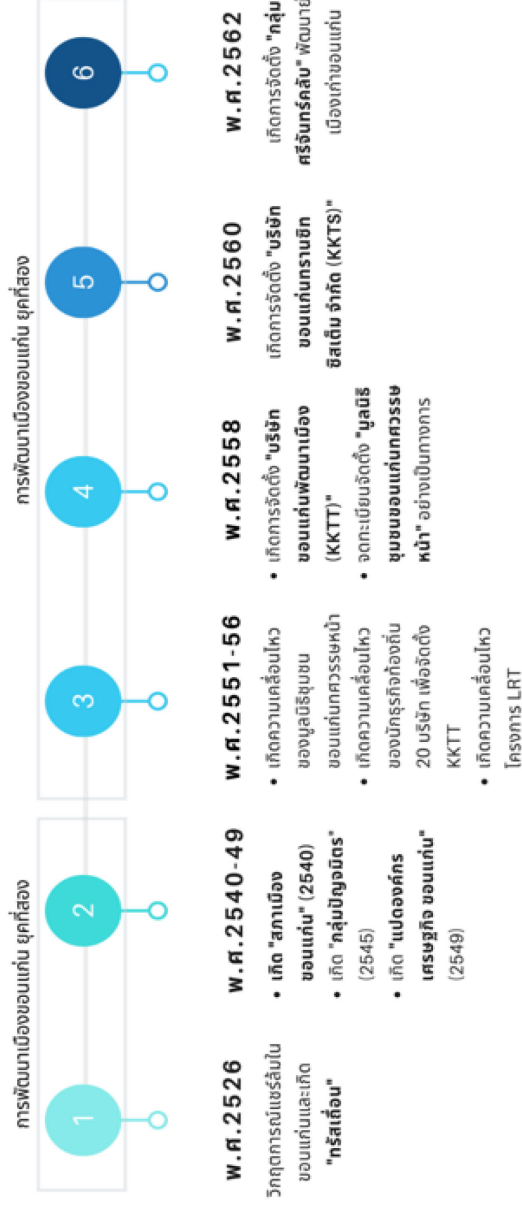 การพัฒนาเมืองขอนแก่น ยุคที่สอง
การพัฒนาเมืองขอนแก่น ยุคที่สอง
1
2
3
4
5
6
พ.ศ.2526
วิกฤตการณ์แชร์ล้มใน
ขอนแก่นและเกิด
"ทรัสเถื่อน"
พ.ศ.2540-49
• เกิด "สภาเมือง
ขอนแก่น" (2540)
• เกิด "กลุ่มปัญจมิตร"
(2545)
• เกิด "แปดองค์กร
เศรษฐกิจ ขอนแก่น"
(2549)
พ.ศ.2551-56
• เกิดความเคลื่อนไหว
ของมูลนิธิชุมชน
ขอนแก่นทศวรรษหน้า
• เกิดความเคลื่อนไหว
ของนักธุรกิจท้องถิ่น
20 บริษัท เพื่อจัดตั้ง
KKTT
• เกิดความเคลื่อนไหว
โครงการ LRT
พ.ศ.2558
• เกิดการจัดตั้ง "บริษัท
ขอนแก่นพัฒนาเมือง
(KKTT)"
• จดทะเบียนจัดตั้ง "มูลนิธิ
ชุมชนขอนแก่นทศวรรษ
หน้า" อย่างเป็นทางการ
พ.ศ.2560
เกิดการจัดตั้ง "บริษัท
ขอนแก่นทรานซิท
ซิสเต็ม จำกัด (KKTS)"
พ.ศ.2562
เกิดการจัดตั้ง "กลุ่ม
ศรีจันทร์คลับ" พัฒนาย่
เมืองเก่าขอนแก่น